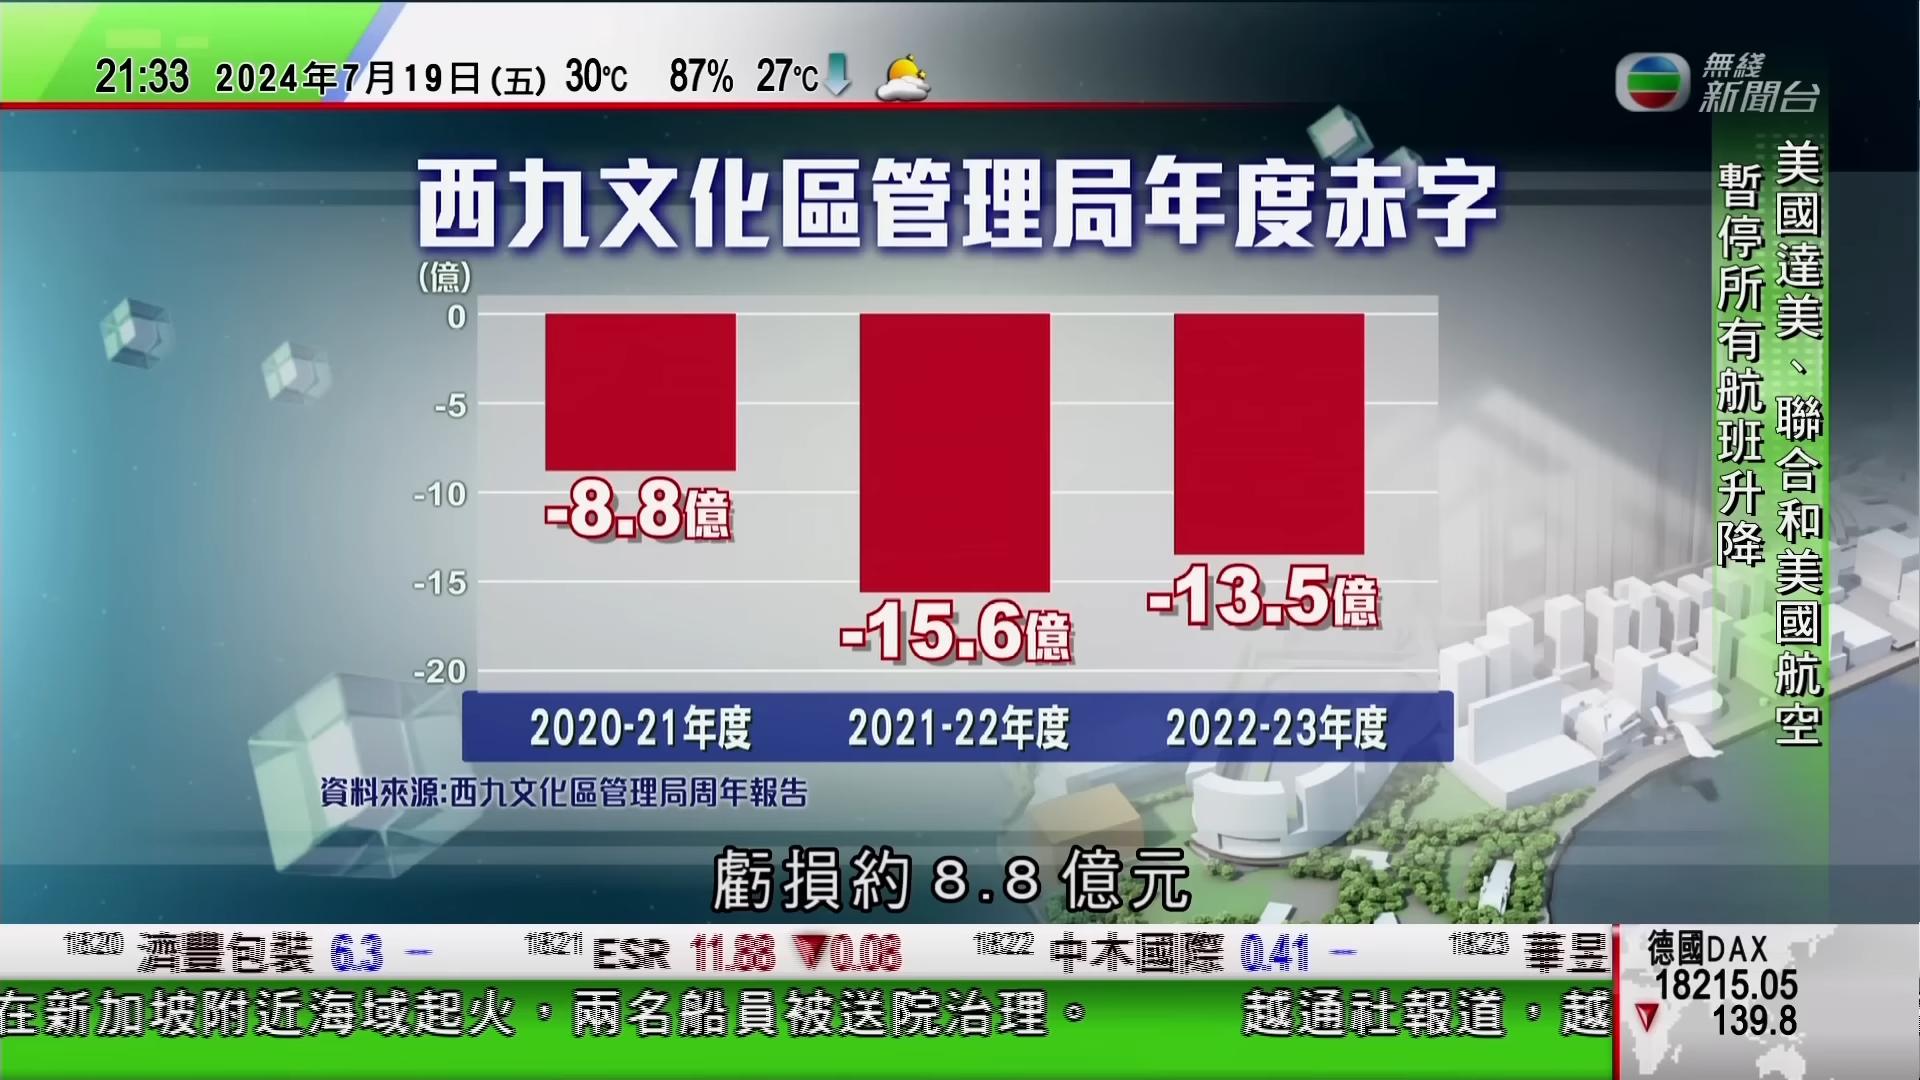 21:33 2024年7月19日(五) 30℃ 87% 27℃
無綫
新聞台
美國達美、聯合和美國航空
暫停所有航班升降
西九文化區管理局年度赤字
(億)
0
-5
-10
-15
-20
-8.8億
-15.6億
-13.5億
2020-21年度 2021-22年度 2022-23年度
資料來源:西九文化區管理局周年報告
虧損約8.8億元
1820 濟豐包裝 6.3 – 1821 ESR 11.88 ▼0.08 1822 中木國際 0.41 – 1823 華昱
在新加坡附近海域起火，兩名船員被送院治理。 越通社報道，越
德國DAX
18215.05
▼ 139.8